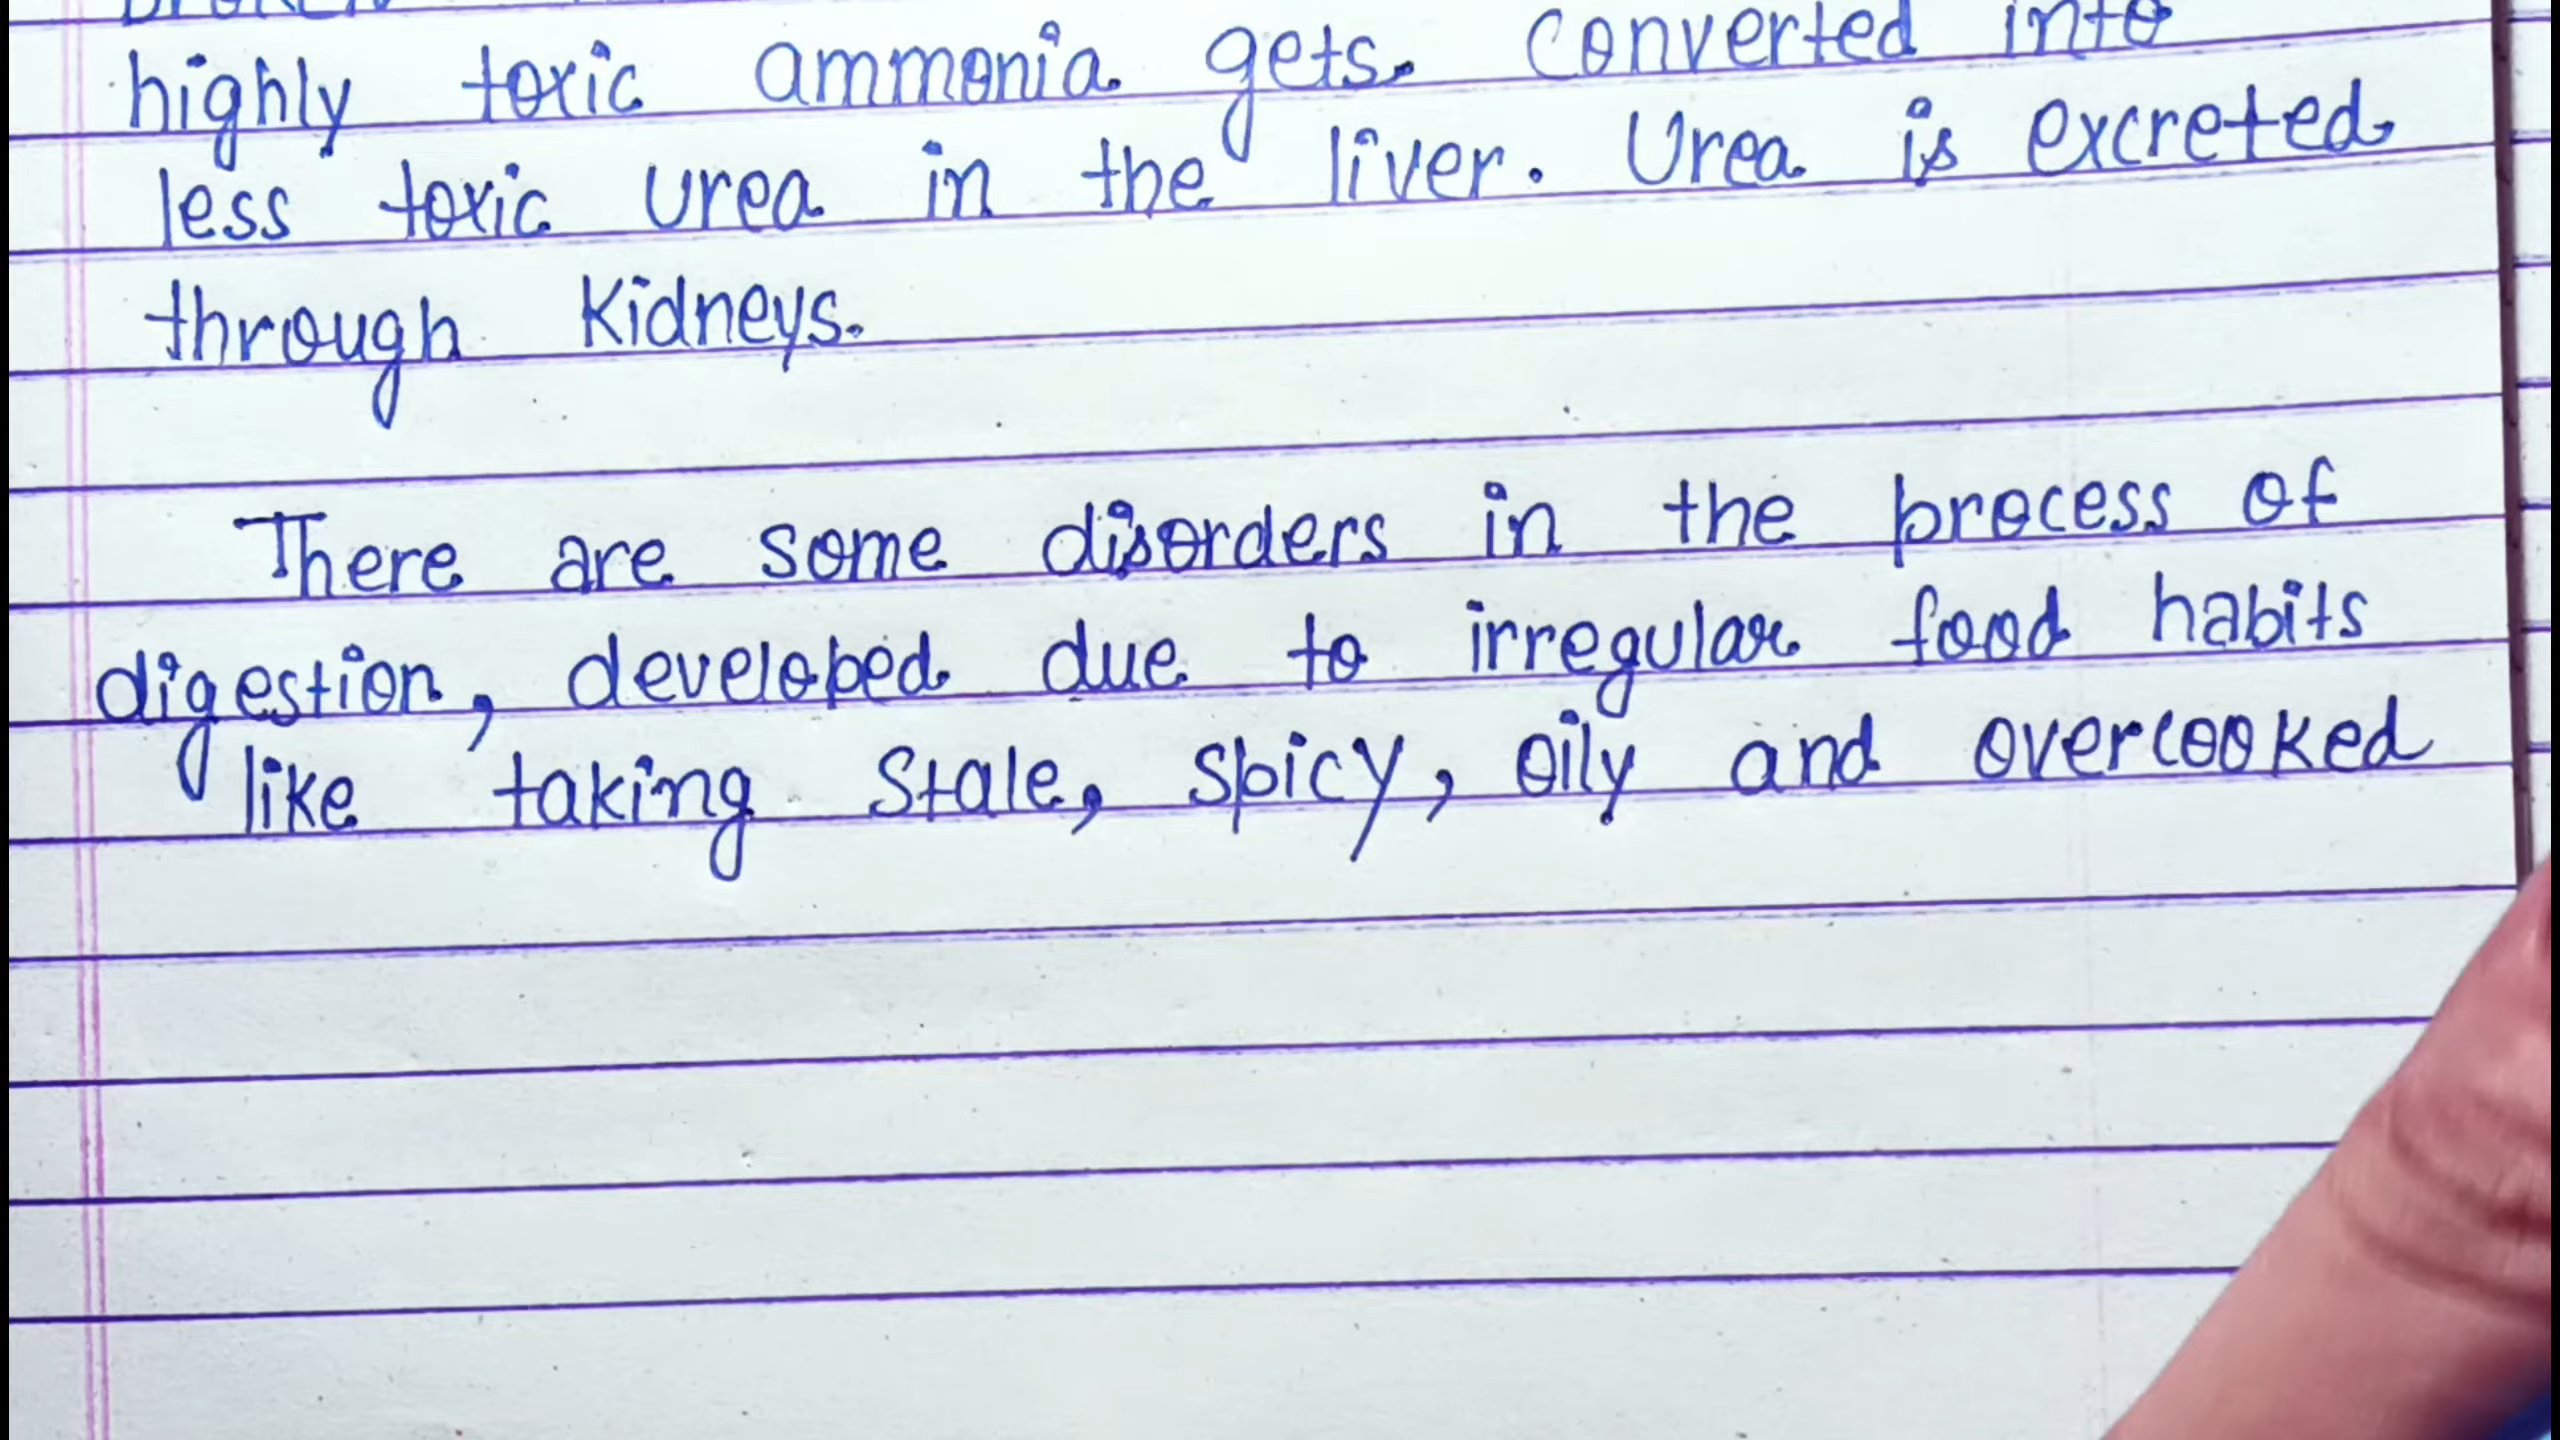 highly toxic ammonia gets. converted into
less toxic urea in the liver. Urea is excreted
through kidneys.
There are some disorders in the process of
digestion, developed due to irregular food habits
like taking stale, spicy, oily and overcooked